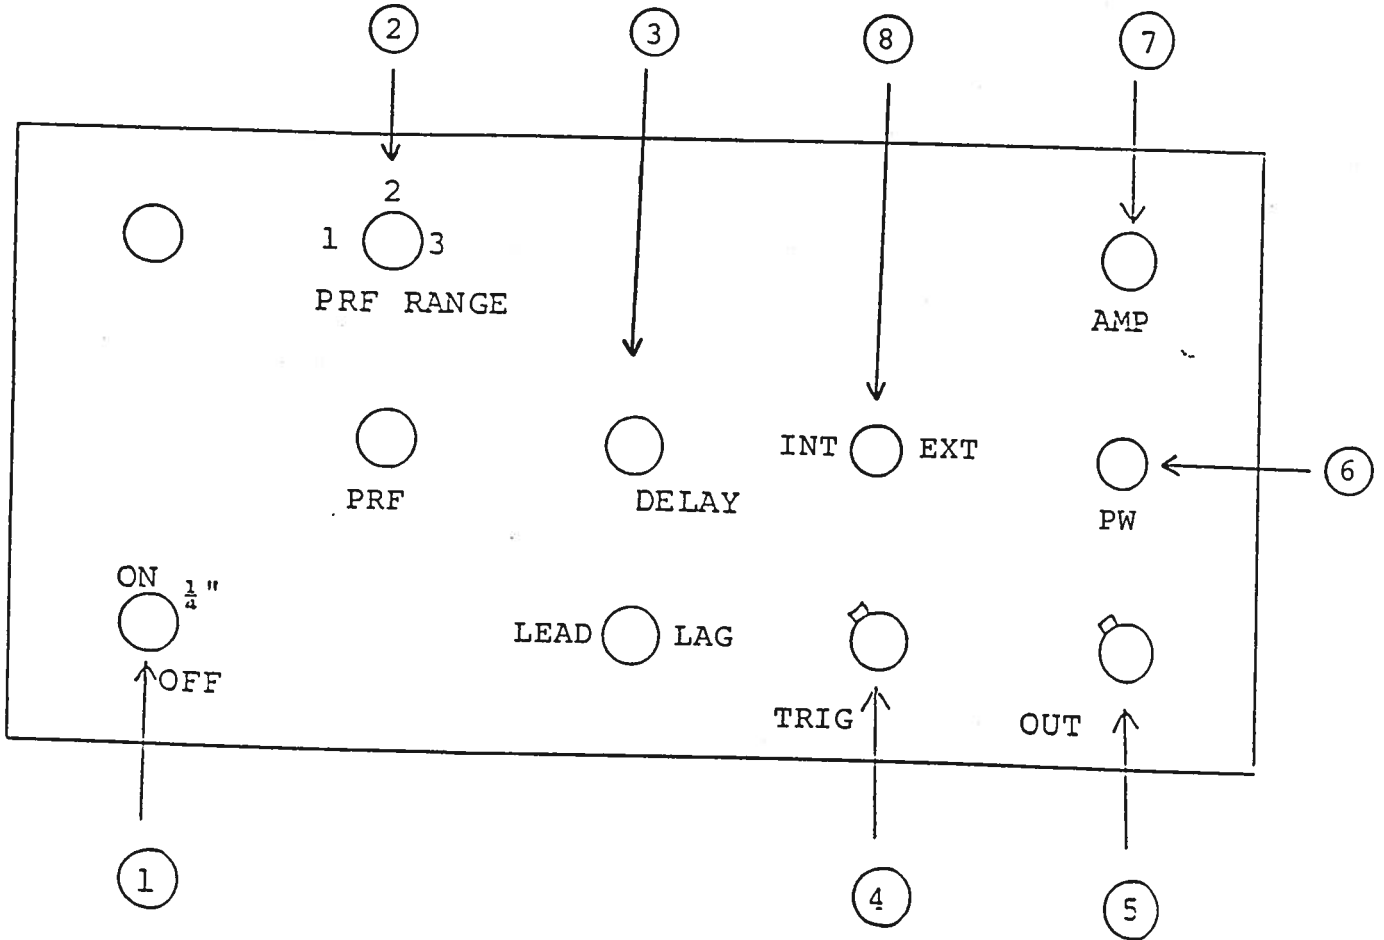 2
3
8
7
2
1
3
PRF RANGE
AMP
INT
EXT
6
PRF
DELAY
PW
ON
1/4"
OFF
LEAD
LAG
TRIG
OUT
1
4
5